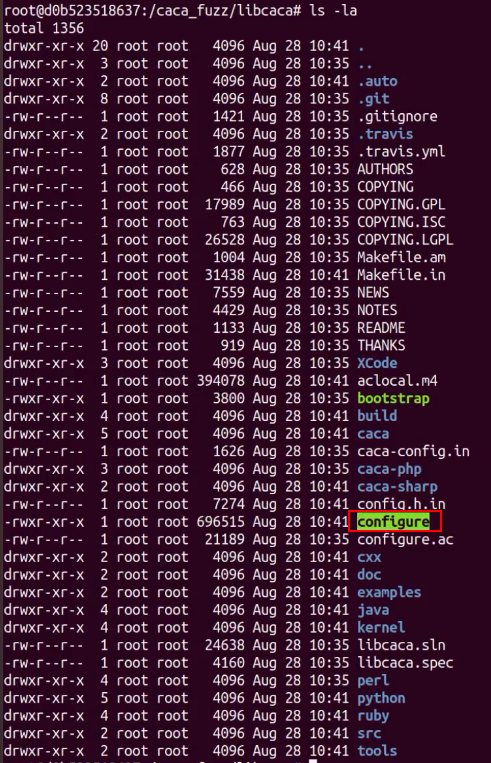 root@d0b523518637:/caca_fuzz/libcaca# ls -la
total 1356
drwxr-xr-x 20 root root   4096 Aug 28 10:41 .
drwxr-xr-x  3 root root   4096 Aug 28 10:35 ..
drwxr-xr-x  2 root root   4096 Aug 28 10:41 .auto
drwxr-xr-x  8 root root   4096 Aug 28 10:35 .git
-rw-r--r--  1 root root   1421 Aug 28 10:35 .gitignore
drwxr-xr-x  2 root root   4096 Aug 28 10:35 .travis
-rw-r--r--  1 root root   1877 Aug 28 10:35 .travis.yml
-rw-r--r--  1 root root    628 Aug 28 10:35 AUTHORS
-rw-r--r--  1 root root    466 Aug 28 10:35 COPYING
-rw-r--r--  1 root root  17989 Aug 28 10:35 COPYING.GPL
-rw-r--r--  1 root root    763 Aug 28 10:35 COPYING.ISC
-rw-r--r--  1 root root  26528 Aug 28 10:35 COPYING.LGPL
-rw-r--r--  1 root root   1004 Aug 28 10:35 Makefile.am
-rw-r--r--  1 root root  31438 Aug 28 10:41 Makefile.in
-rw-r--r--  1 root root   7559 Aug 28 10:35 NEWS
-rw-r--r--  1 root root   4429 Aug 28 10:35 NOTES
-rw-r--r--  1 root root   1133 Aug 28 10:35 README
-rw-r--r--  1 root root    919 Aug 28 10:35 THANKS
drwxr-xr-x  3 root root   4096 Aug 28 10:35 XCode
-rw-r--r--  1 root root 394078 Aug 28 10:41 aclocal.m4
-rwxr-xr-x  1 root root   3800 Aug 28 10:35 bootstrap
drwxr-xr-x  4 root root   4096 Aug 28 10:41 build
drwxr-xr-x  5 root root   4096 Aug 28 10:41 caca
-rw-r--r--  1 root root   1626 Aug 28 10:35 caca-config.in
drwxr-xr-x  3 root root   4096 Aug 28 10:35 caca-php
drwxr-xr-x  2 root root   4096 Aug 28 10:41 caca-sharp
-rw-r--r--  1 root root   7274 Aug 28 10:41 config.h.in
-rwxr-xr-x  1 root root 696515 Aug 28 10:41 configure
-rw-r--r--  1 root root  21189 Aug 28 10:35 configure.ac
drwxr-xr-x  2 root root   4096 Aug 28 10:41 cxx
drwxr-xr-x  2 root root   4096 Aug 28 10:41 doc
drwxr-xr-x  2 root root   4096 Aug 28 10:41 examples
drwxr-xr-x  4 root root   4096 Aug 28 10:41 java
drwxr-xr-x  4 root root   4096 Aug 28 10:41 kernel
-rw-r--r--  1 root root  24638 Aug 28 10:35 libcaca.sln
-rw-r--r--  1 root root   4160 Aug 28 10:35 libcaca.spec
drwxr-xr-x  4 root root   4096 Aug 28 10:35 perl
drwxr-xr-x  5 root root   4096 Aug 28 10:41 python
drwxr-xr-x  4 root root   4096 Aug 28 10:41 ruby
drwxr-xr-x  2 root root   4096 Aug 28 10:41 src
drwxr-xr-x  2 root root   4096 Aug 28 10:41 tools